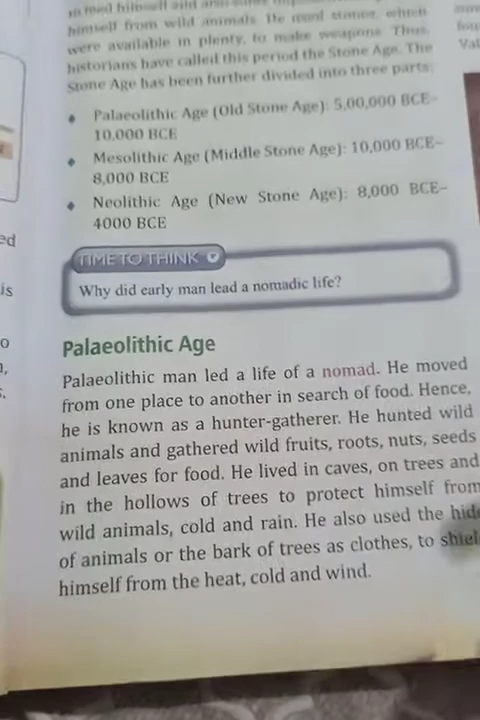 himself from wild animals. He used stones, which
were available in plenty, to make weapons. Thus,
historians have called this period the Stone Age. The
Stone Age has been further divided into three parts:
• Palaeolithic Age (Old Stone Age): 5,00,000 BCE–
10,000 BCE
• Mesolithic Age (Middle Stone Age): 10,000 BCE–
8,000 BCE
• Neolithic Age (New Stone Age): 8,000 BCE–
4000 BCE
TIME TO THINK
Why did early man lead a nomadic life?
Palaeolithic Age
Palaeolithic man led a life of a nomad. He moved
from one place to another in search of food. Hence,
he is known as a hunter-gatherer. He hunted wild
animals and gathered wild fruits, roots, nuts, seeds
and leaves for food. He lived in caves, on trees and
in the hollows of trees to protect himself from
wild animals, cold and rain. He also used the hide
of animals or the bark of trees as clothes, to shiel
himself from the heat, cold and wind.